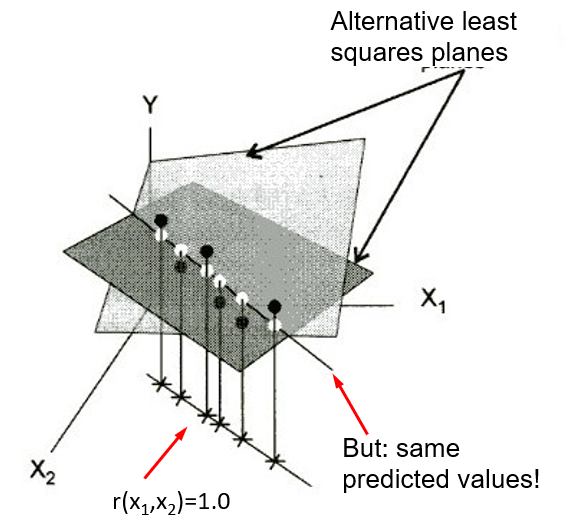 Alternative least
squares planes
Y
X₁
X₂
But: same
predicted values!
r(x₁,x₂)=1.0